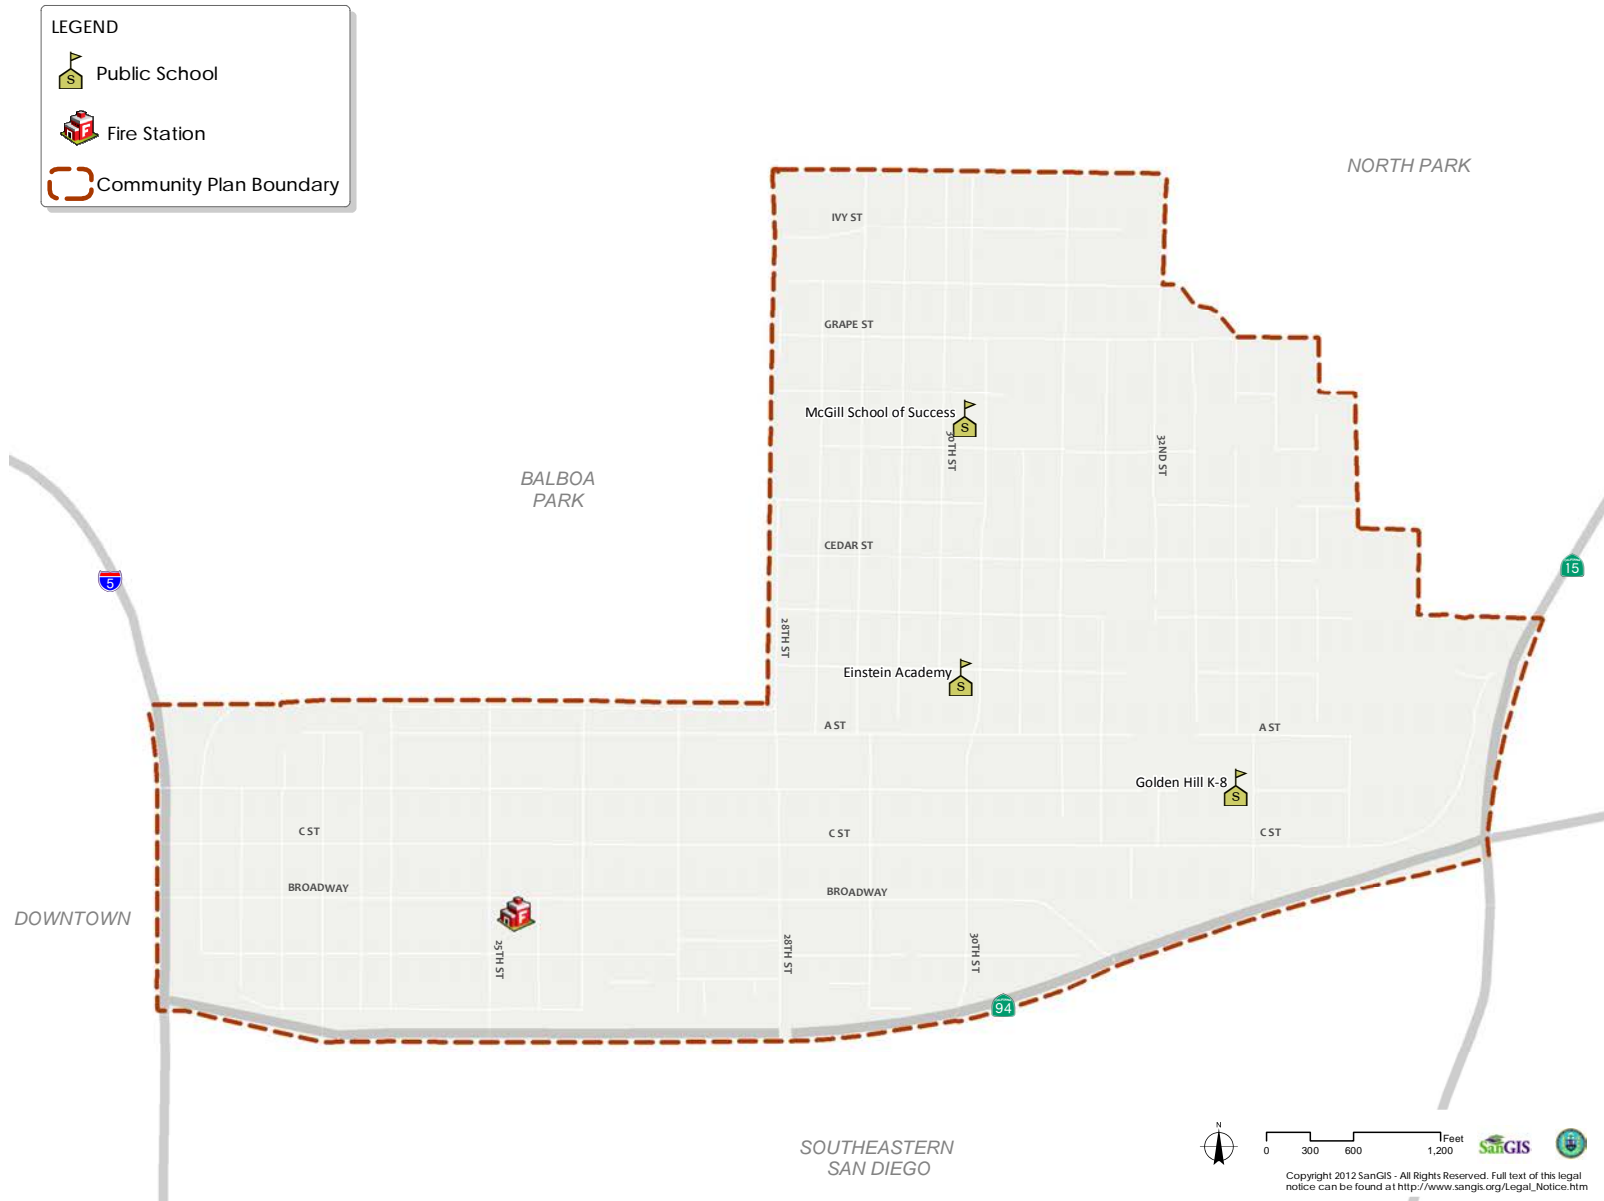 LEGEND
S
Public School
F
Fire Station
Community Plan Boundary
NORTH PARK
IVY ST
GRAPE ST
McGill School of Success
S
30TH ST
32ND ST
BALBOA
PARK
CEDAR ST
5
15
28TH ST
Einstein Academy
S
A ST
A ST
Golden Hill K-8
S
C ST
C ST
C ST
BROADWAY
BROADWAY
F
DOWNTOWN
25TH ST
28TH ST
30TH ST
94
SOUTHEASTERN
SAN DIEGO
N
Feet
0 300 600 1,200
SanGIS
Copyright 2012 SanGIS - All Rights Reserved. Full text of this legal
notice can be found at http://www.sangis.org/Legal_Notice.htm